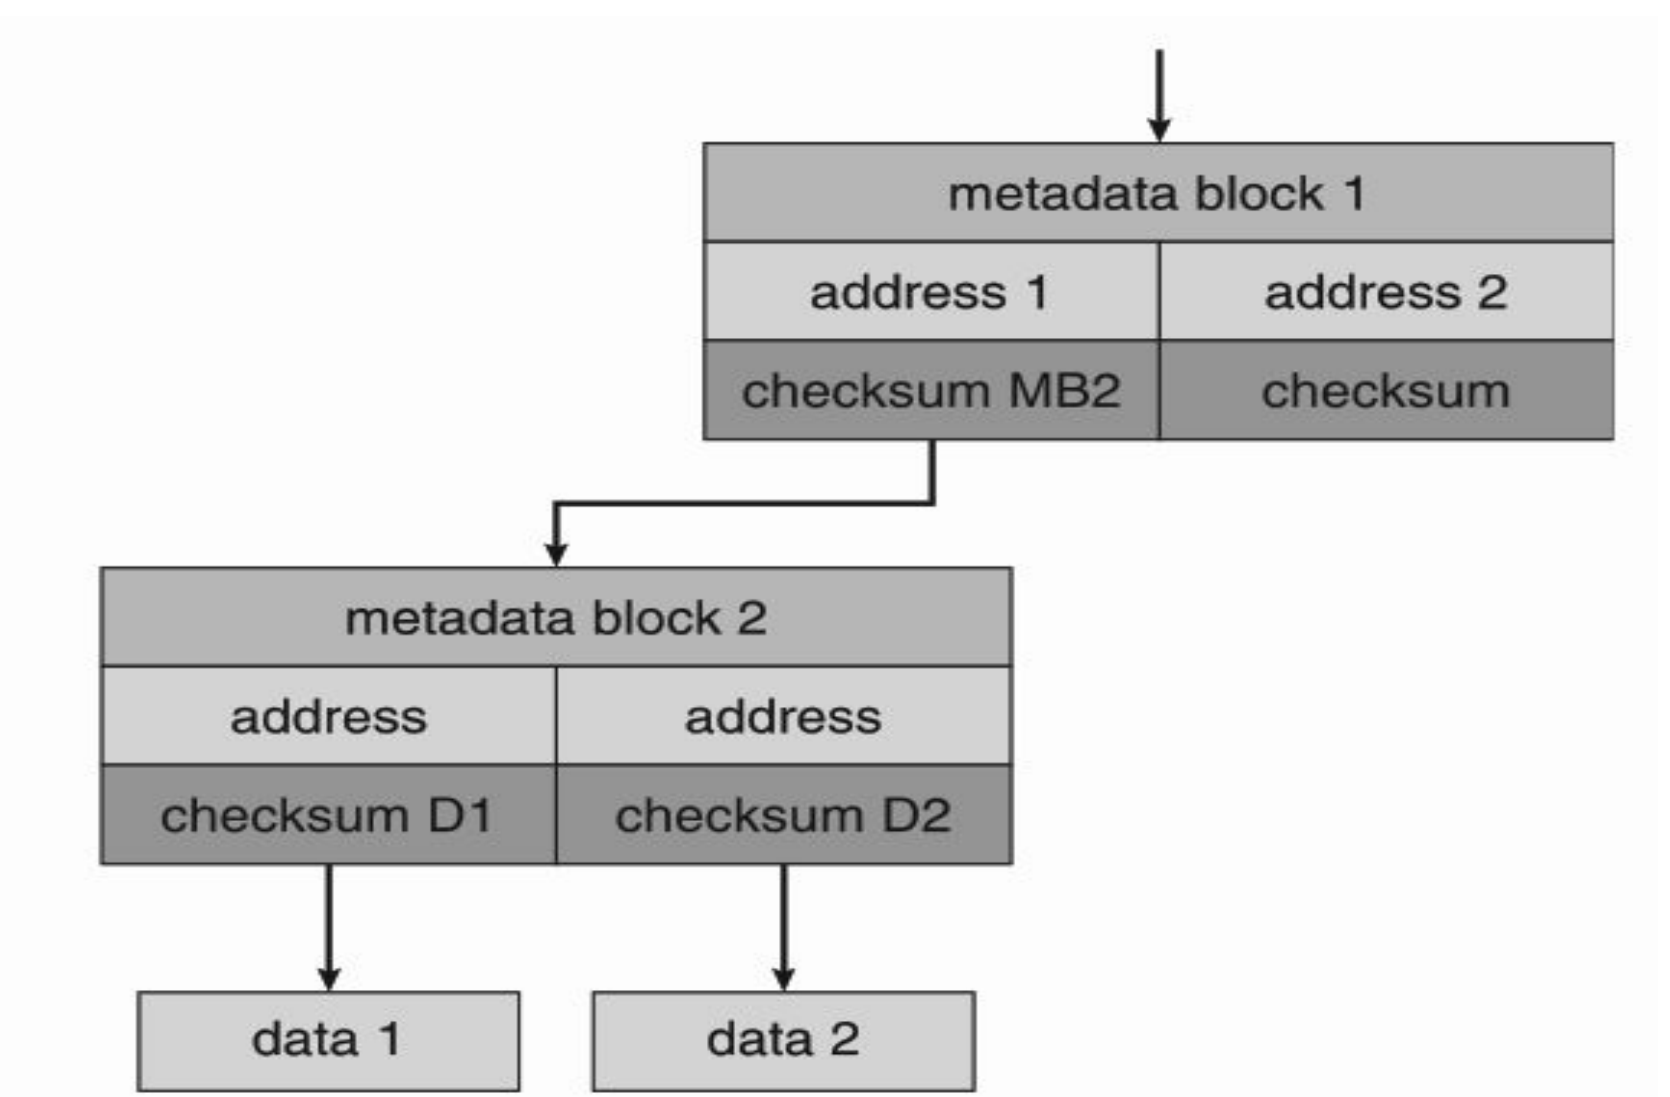 metadata block 1
address 1 address 2
checksum MB2 checksum
metadata block 2
address address
checksum D1 checksum D2
data 1 data 2